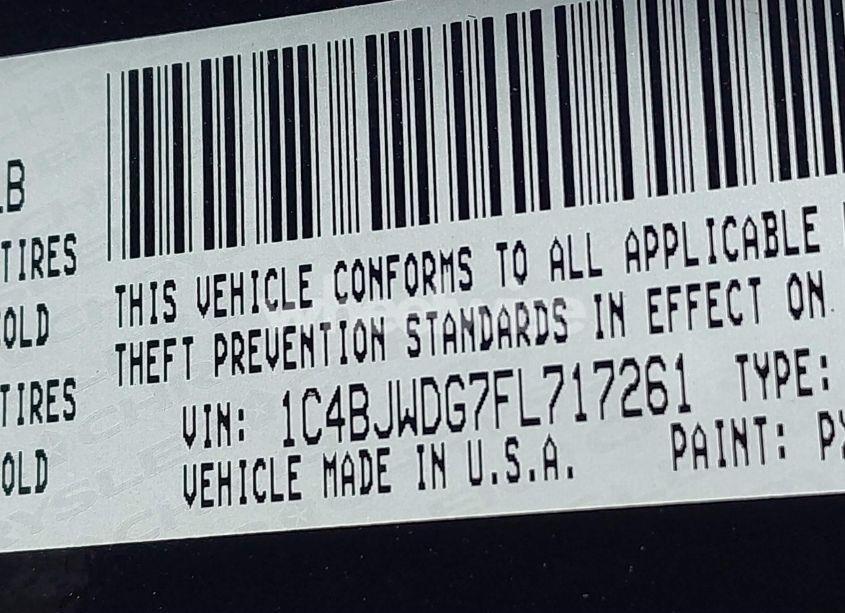 LB
TIRES
OLD
TIRES
OLD
THIS VEHICLE CONFORMS TO ALL APPLICABLE
THEFT PREVENTION STANDARDS IN EFFECT ON
VIN: 1C4BJWDG7FL717261 TYPE:
VEHICLE MADE IN U.S.A. PAINT: PX